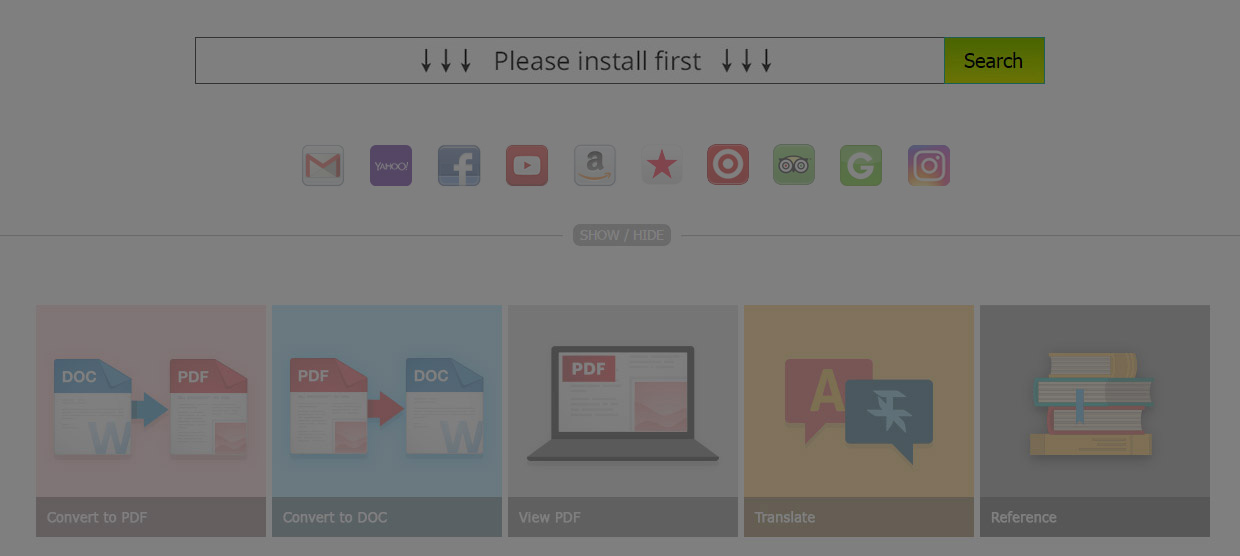 ↓↓↓ Please install first ↓↓↓ Search
YAHOO!
SHOW / HIDE
DOC PDF PDF DOC PDF A
W W
Convert to PDF Convert to DOC View PDF Translate Reference